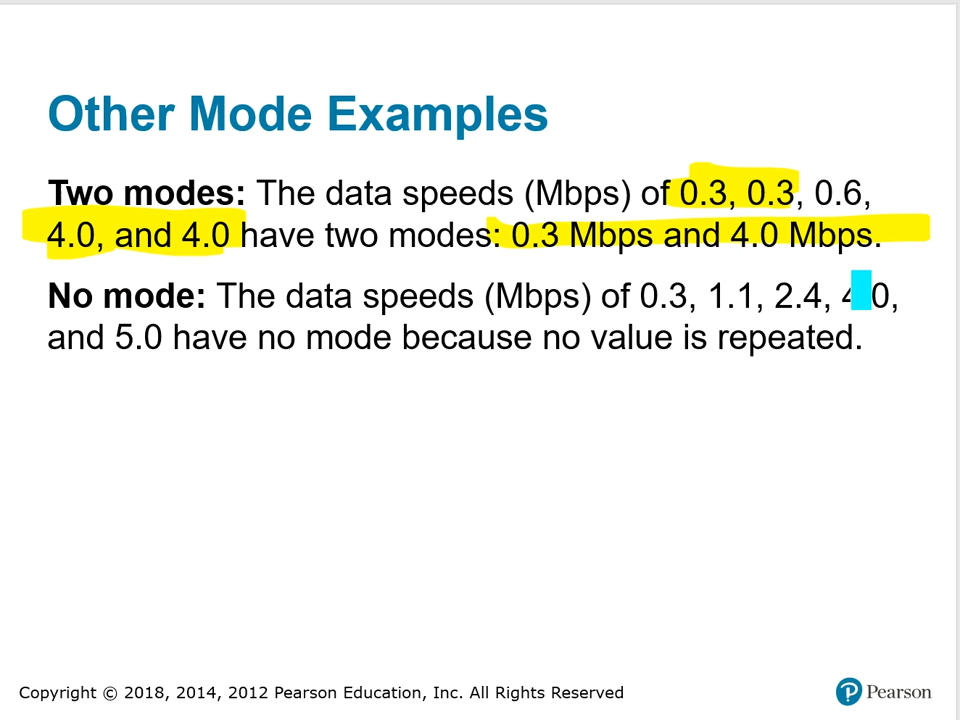 Other Mode Examples
Two modes: The data speeds (Mbps) of 0.3, 0.3, 0.6,
4.0, and 4.0 have two modes: 0.3 Mbps and 4.0 Mbps.
No mode: The data speeds (Mbps) of 0.3, 1.1, 2.4,
and 5.0 have no mode because no value is repeated.
Copyright © 2018, 2014, 2012 Pearson Education, Inc. All Rights Reserved
Pearson